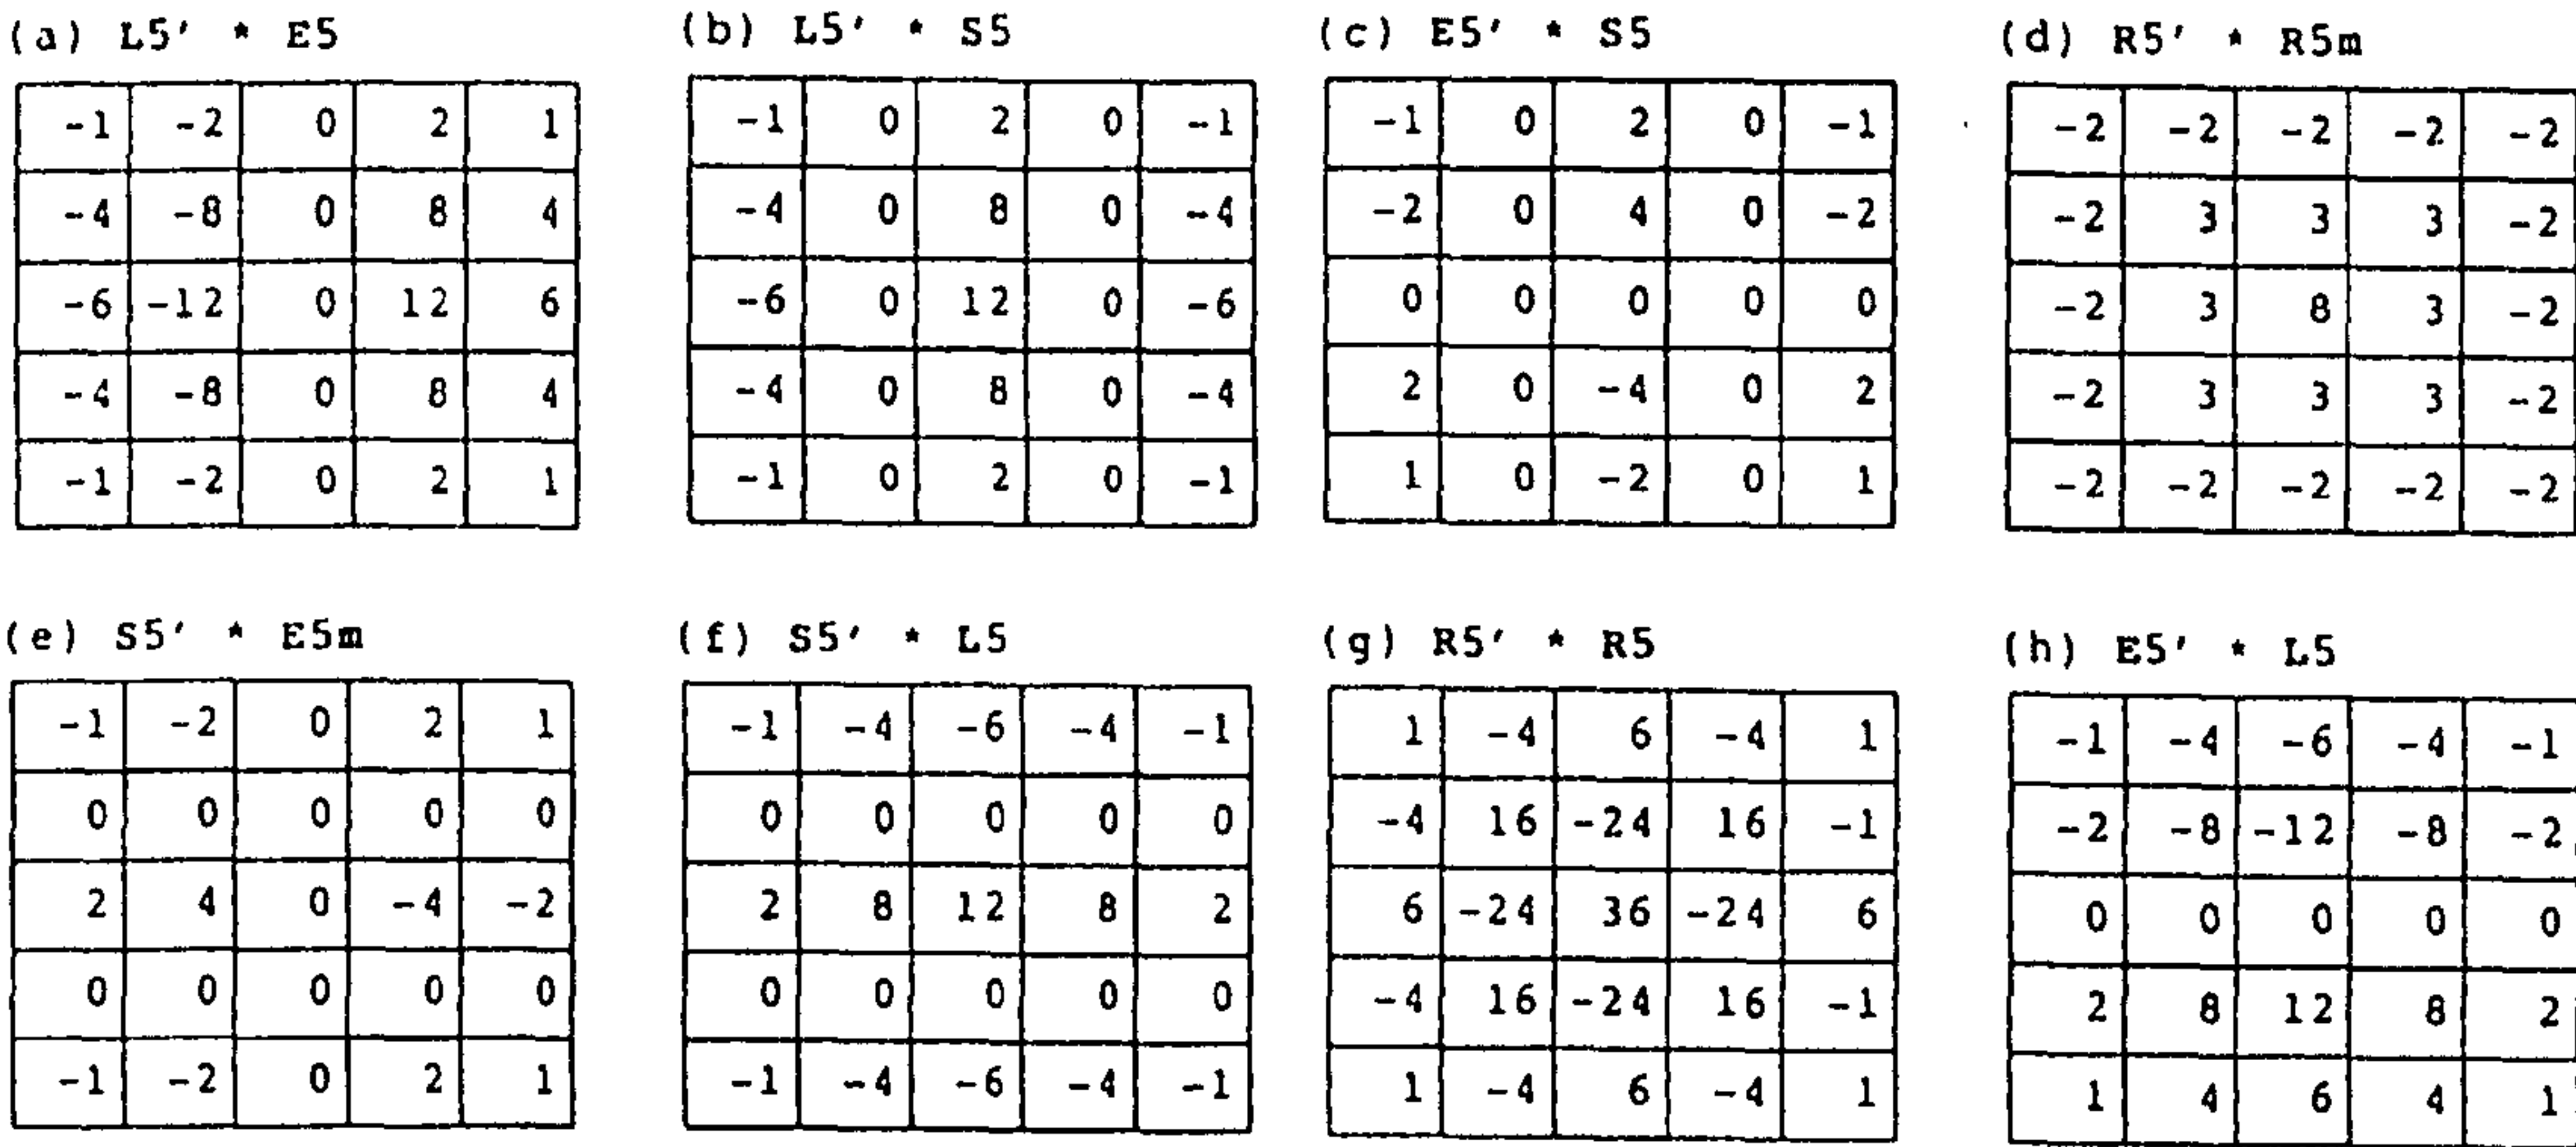 (a) L5' * E5
-1 -2 0 2 1
-4 -8 0 8 4
-6 -12 0 12 6
-4 -8 0 8 4
-1 -2 0 2 1
(b) L5' * S5
-1 0 2 0 -1
-4 0 8 0 -4
-6 0 12 0 -6
-4 0 8 0 -4
-1 0 2 0 -1
(c) E5' * S5
-1 0 2 0 -1
-2 0 4 0 -2
0 0 0 0 0
2 0 -4 0 2
1 0 -2 0 1
(d) R5' * R5m
-2 -2 -2 -2 -2
-2 3 3 3 -2
-2 3 8 3 -2
-2 3 3 3 -2
-2 -2 -2 -2 -2
(e) S5' * E5m
-1 -2 0 2 1
0 0 0 0 0
2 4 0 -4 -2
0 0 0 0 0
-1 -2 0 2 1
(f) S5' * L5
-1 -4 -6 -4 -1
0 0 0 0 0
2 8 12 8 2
0 0 0 0 0
-1 -4 -6 -4 -1
(g) R5' * R5
1 -4 6 -4 1
-4 16 -24 16 -1
6 -24 36 -24 6
-4 16 -24 16 -1
1 -4 6 -4 1
(h) E5' * L5
-1 -4 -6 -4 -1
-2 -8 -12 -8 -2
0 0 0 0 0
2 8 12 8 2
1 4 6 4 1